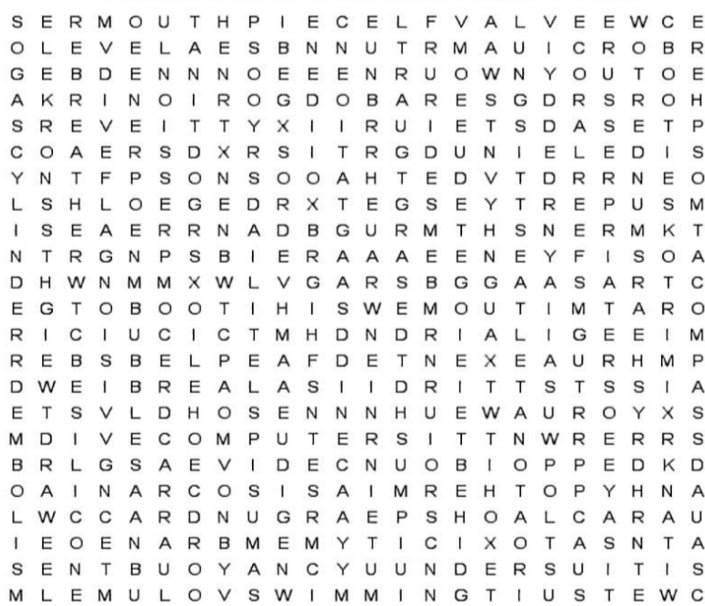 S E R M O U T H P I E C E L F V A L V E E W C E
O L E V E L A E S B N N U T R M A U I C R O B R
G E B D E N N N O E E E N R U O W N Y O U T O E
A K R I N O I R O G D O B A R E S G D R S R O H
S R E V E I T T Y X I I R U I E T S D A S E T P
C O A E R S D X R S I T R G D U N I E L E D I S
Y N T F P S O N S O O A H T E D V T D R R N E O
L S H L O E G E D R X T E G S E Y T R E P U S M
I S E A E R R N A D B G U R M T H S N E R M K T
N T R G N P S B I E R A A A E E N E Y F I S O A
D H W N M M X W L V G A R S B G G A A S A R T C
E G T O B O O T I H I S W E M O U T I M T A R O
R I C I U C I C T M H D N D R I A L I G E E I M
R E B S B E L P E A F D E T N E X E A U R H M P
D W E I B R E A L A S I I D R I T T S T S S I A
E T S V L D H O S E N N N H U E W A U R O Y X S
M D I V E C O M P U T E R S I T T N W R E R R S
B R L G S A E V I D E C N U O B I O P P E D K D
O A I N A R C O S I S A I M R E H T O P Y H N A
L W C C A R D N U G R A E P S H O A L C A R A U
I E O E N A R B M E M Y T I C I X O T A S N T A
S E N T B U O Y A N C Y U U N D E R S U I T I S
M L E M U L O V S W I M M I N G T I U S T E W C